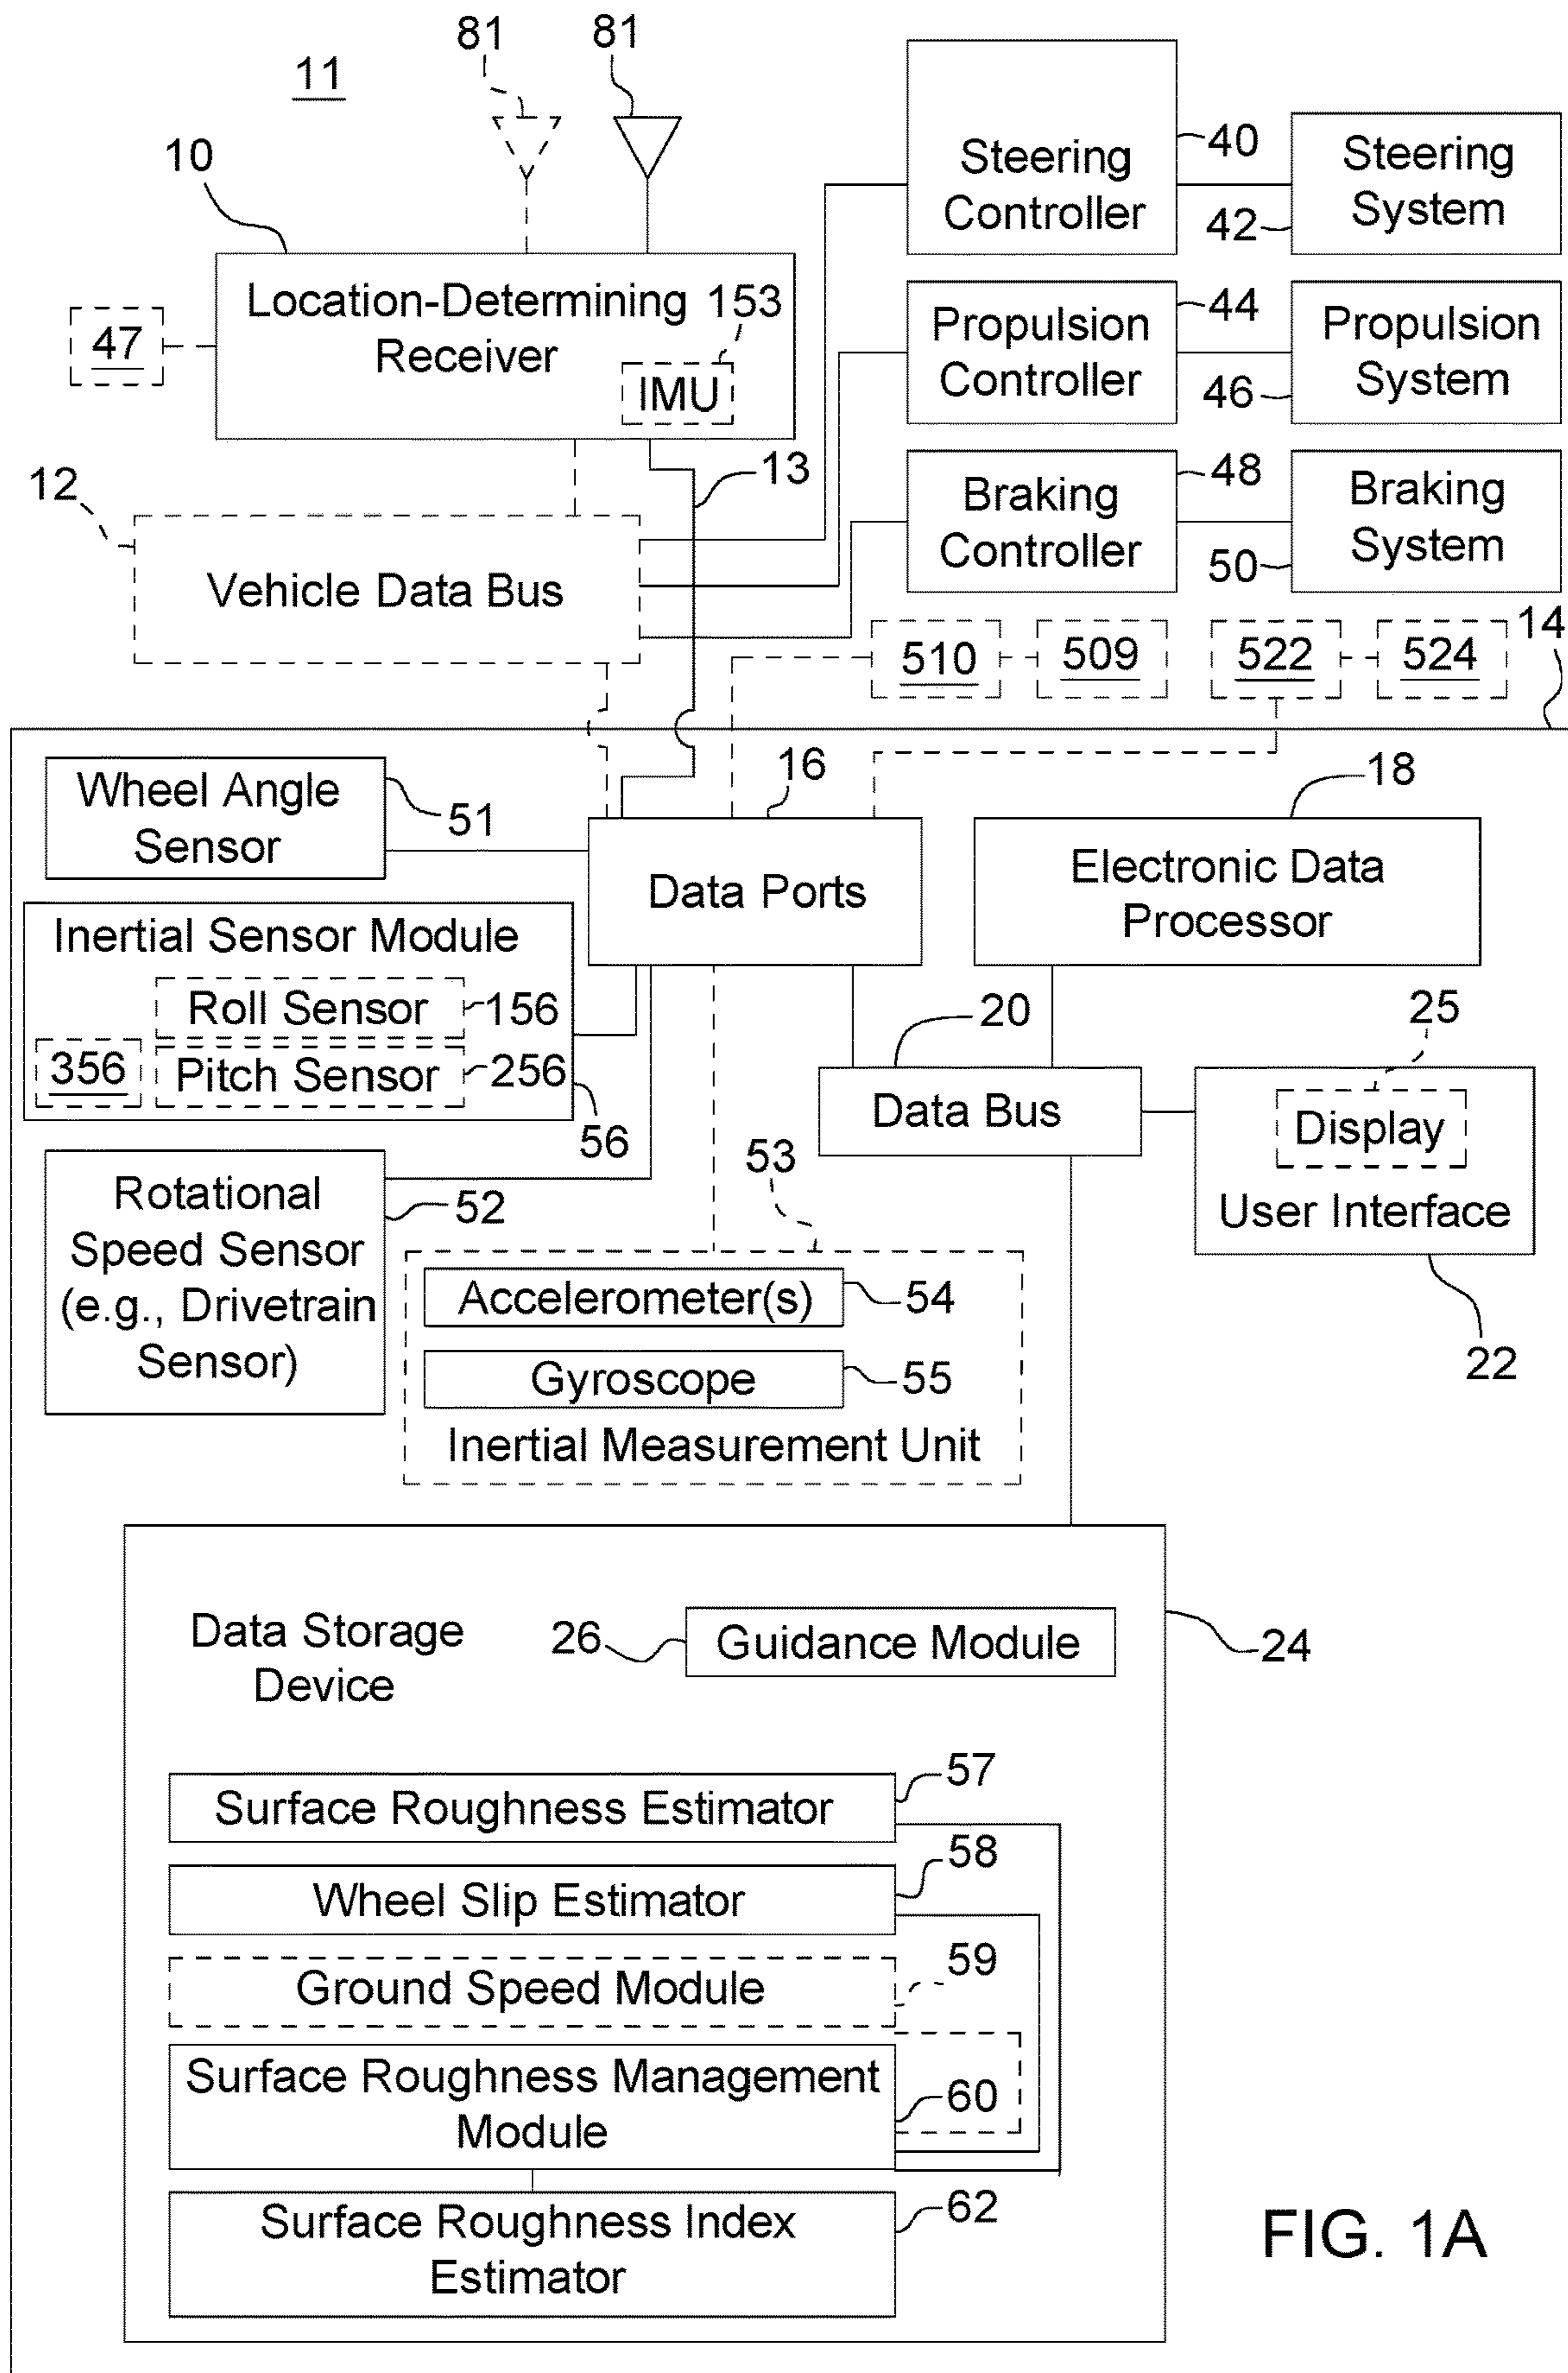 11
81
81
10
Location-Determining
Receiver
153
IMU
47
13
12
Vehicle Data Bus
Steering
Controller
40
Steering
System
42
Propulsion
Controller
44
Propulsion
System
46
Braking
Controller
48
Braking
System
50
510
509
522
524
14
Wheel Angle
Sensor
51
16
Data Ports
18
Electronic Data
Processor
Inertial Sensor Module
Roll Sensor
156
356
Pitch Sensor
256
56
20
Data Bus
25
Display
User Interface
22
Rotational
Speed Sensor
(e.g., Drivetrain
Sensor)
52
53
Accelerometer(s)
54
Gyroscope
55
Inertial Measurement Unit
Data Storage
Device
26
Guidance Module
24
Surface Roughness Estimator
57
Wheel Slip Estimator
58
Ground Speed Module
59
Surface Roughness Management
Module
60
Surface Roughness Index
Estimator
62
FIG. 1A